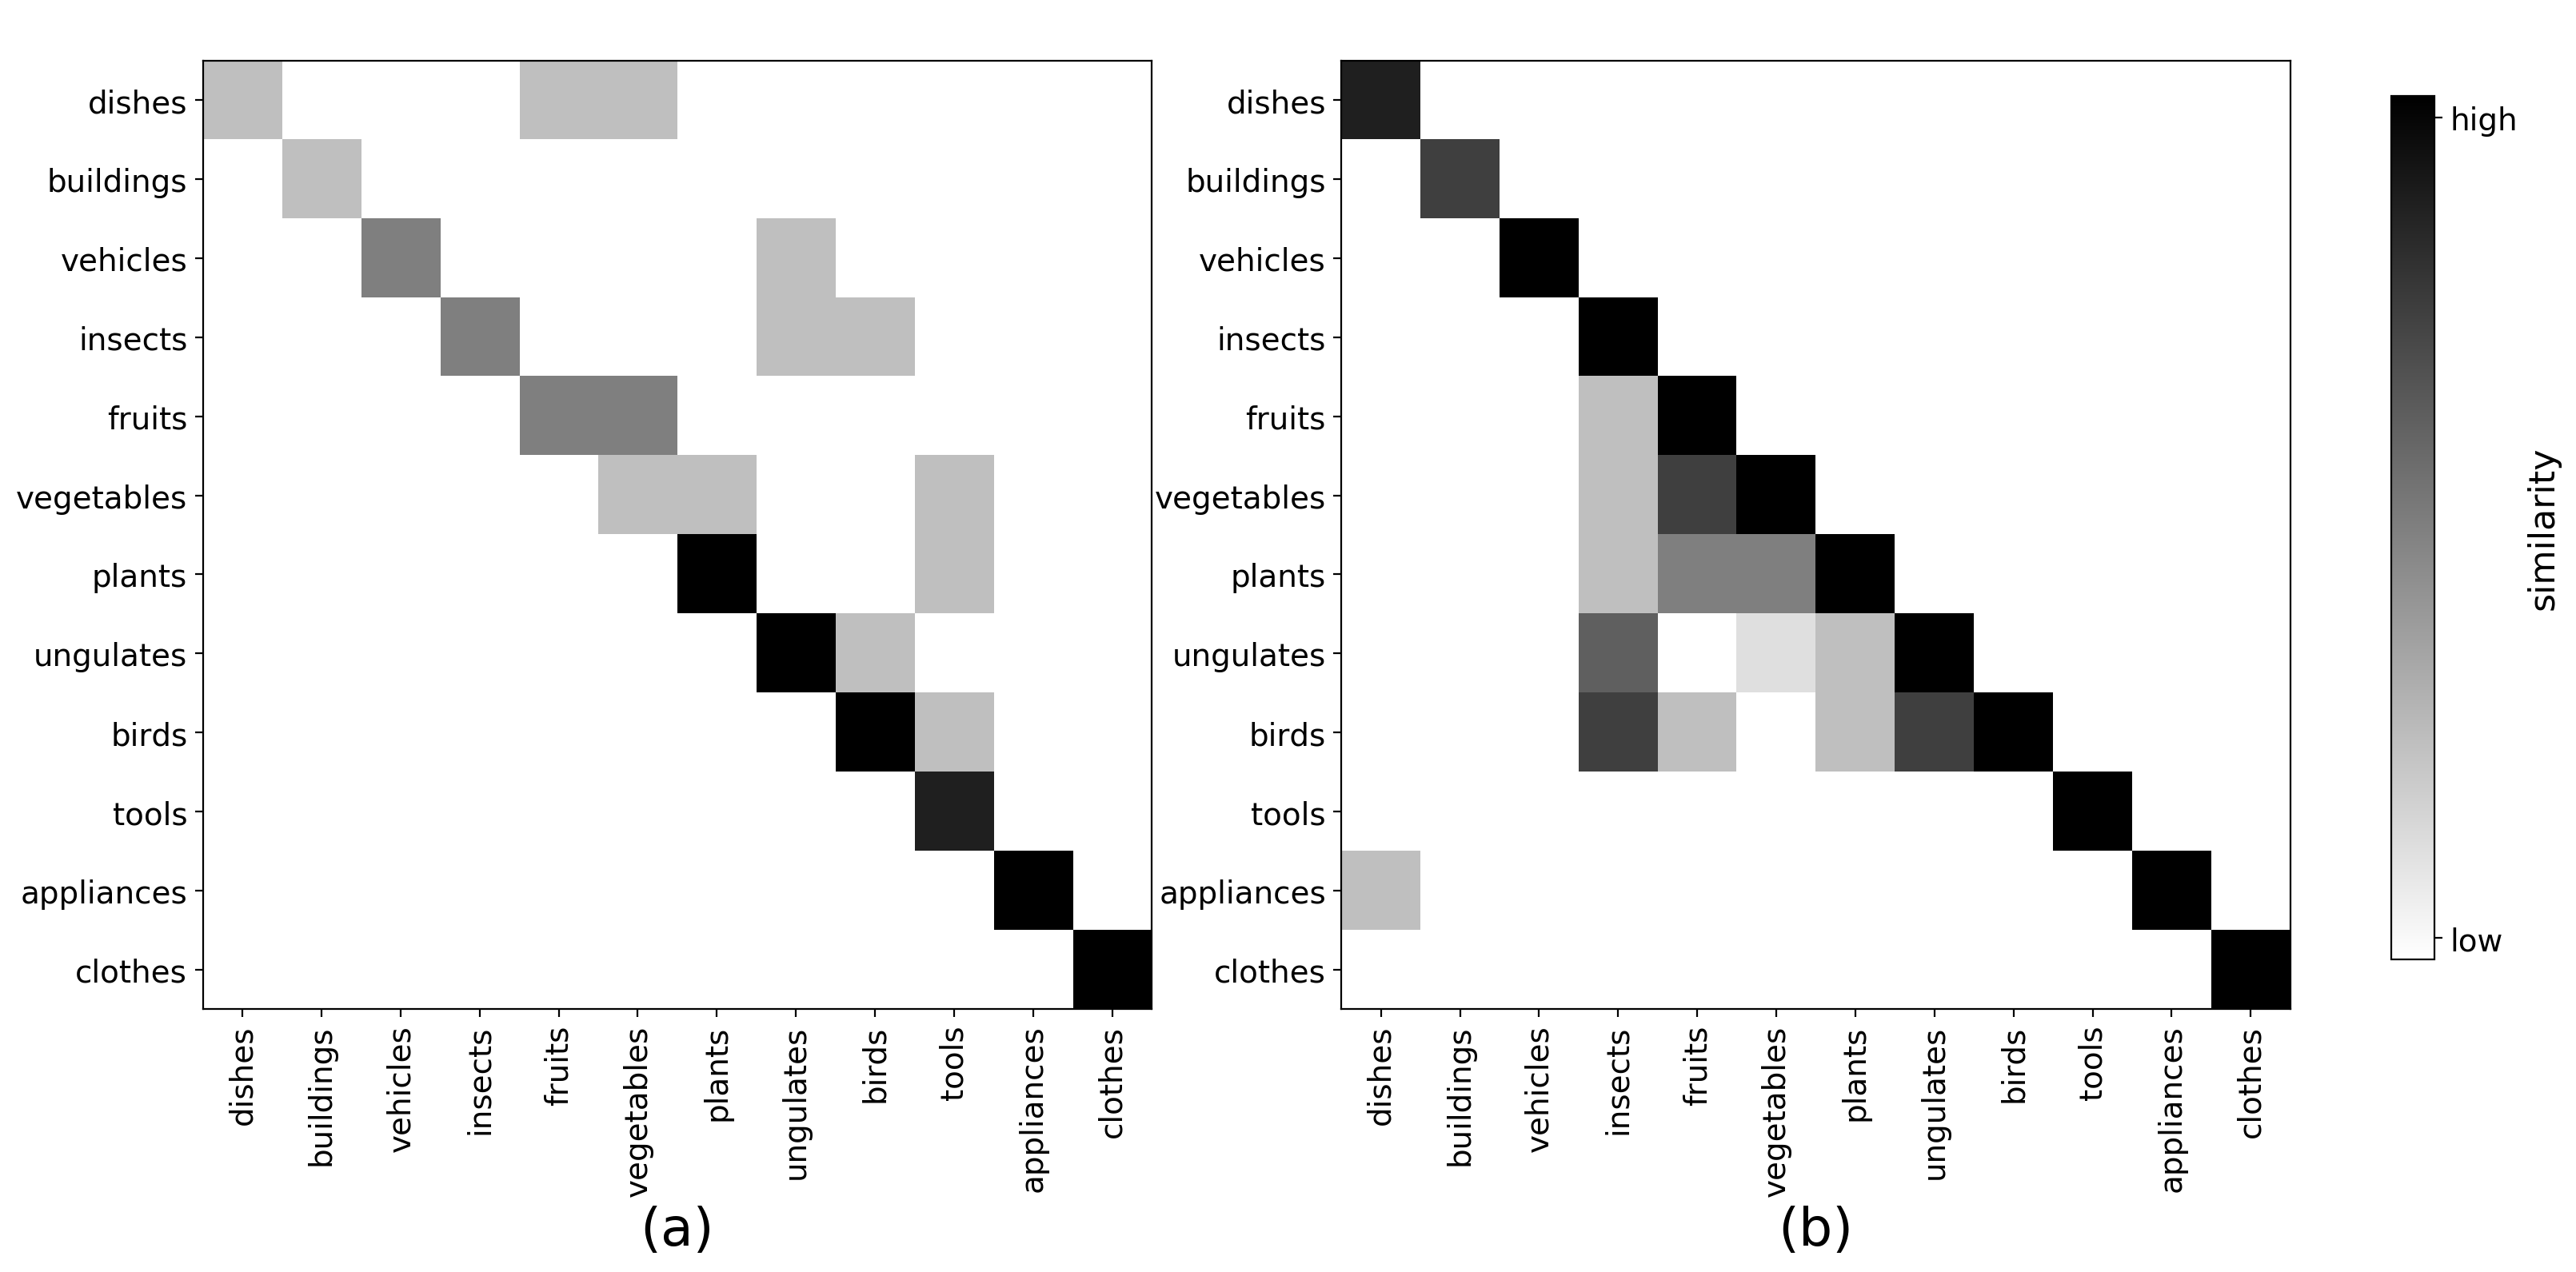 dishes
buildings
vehicles
insects
fruits
vegetables
plants
ungulates
birds
tools
appliances
clothes
dishes
buildings
vehicles
insects
fruits
vegetables
plants
ungulates
birds
tools
appliances
clothes
(a)
dishes
buildings
vehicles
insects
fruits
vegetables
plants
ungulates
birds
tools
appliances
clothes
dishes
buildings
vehicles
insects
fruits
vegetables
plants
ungulates
birds
tools
appliances
clothes
(b)
high
low
similarity